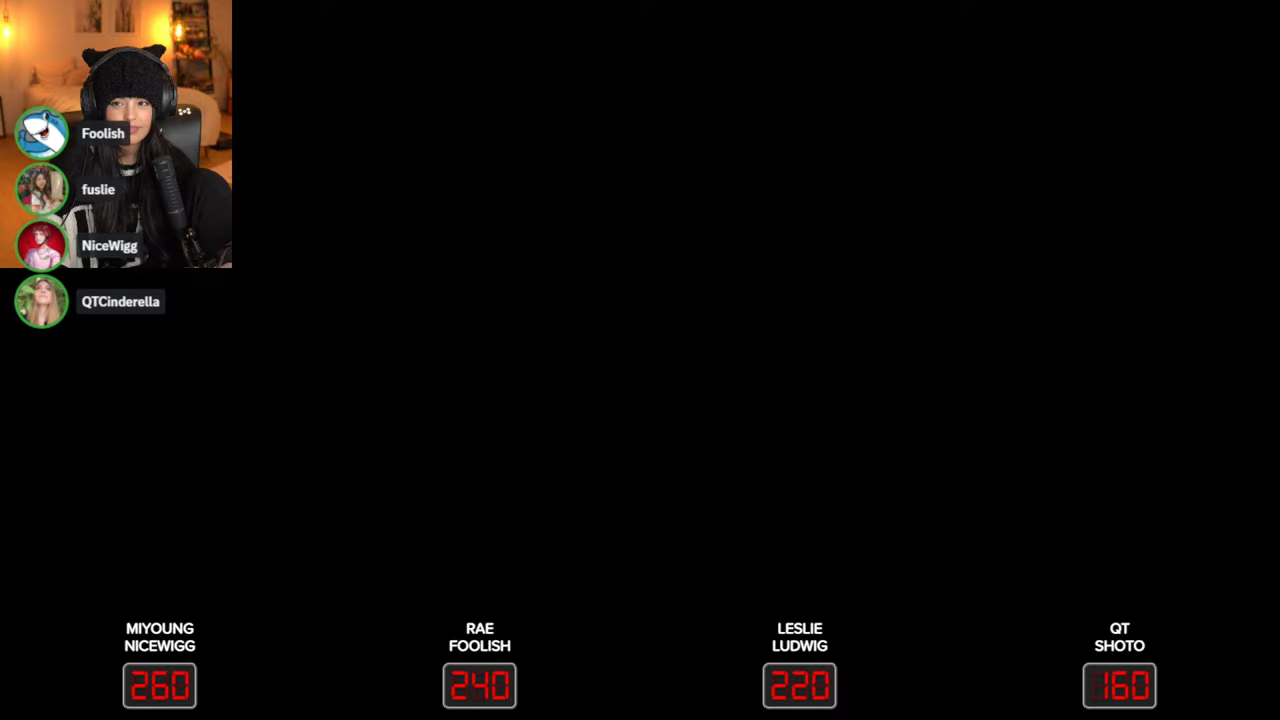 Foolish
fuslie
NiceWigg
QTCinderella
MIYOUNG
NICEWIGG
260
RAE
FOOLISH
240
LESLIE
LUDWIG
220
QT
SHOTO
160